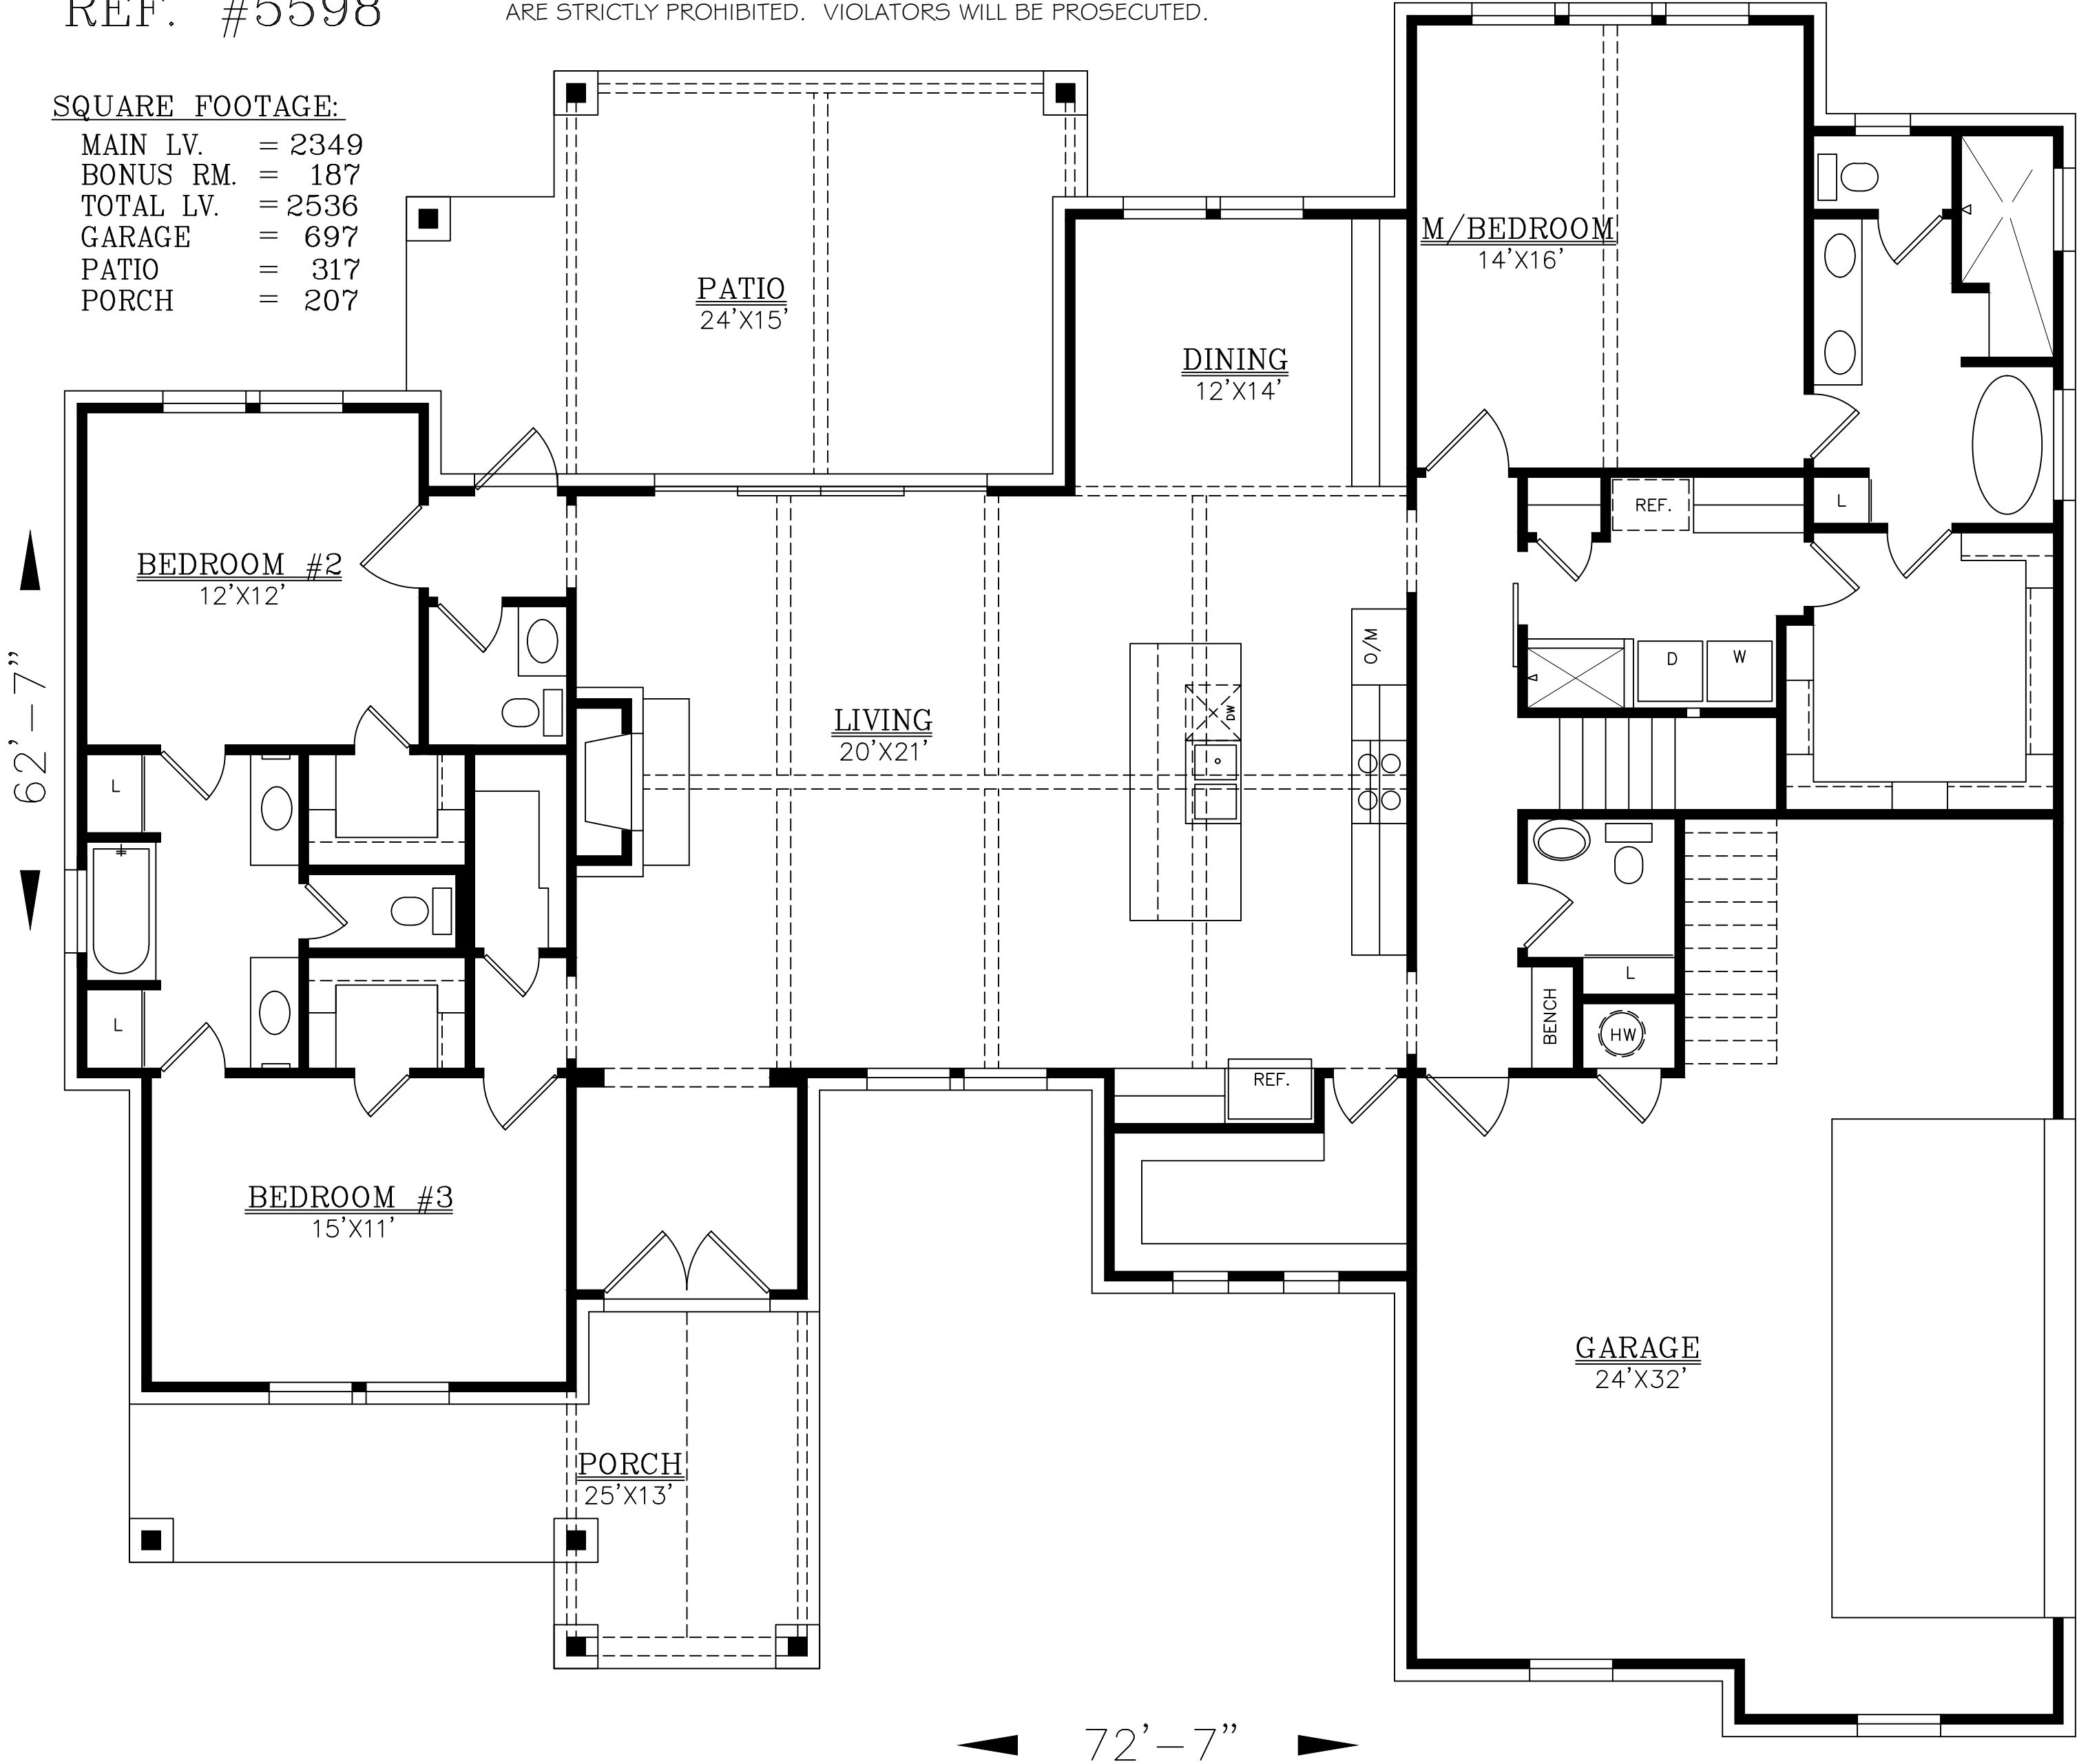 REF. #5598
ARE STRICTLY PROHIBITED. VIOLATORS WILL BE PROSECUTED.
SQUARE FOOTAGE:
MAIN LV. = 2349
BONUS RM. = 187
TOTAL LV. = 2536
GARAGE = 697
PATIO = 317
PORCH = 207
M/BEDROOM
14'X16'
PATIO
24'X15'
DINING
12'X14'
REF.
L
BEDROOM #2
12'X12'
O/M
D
W
DW
LIVING
20'X21'
L
62'-7"
L
BENCH
HW
L
REF.
BEDROOM #3
15'X11'
GARAGE
24'X32'
PORCH
25'X13'
72'-7"